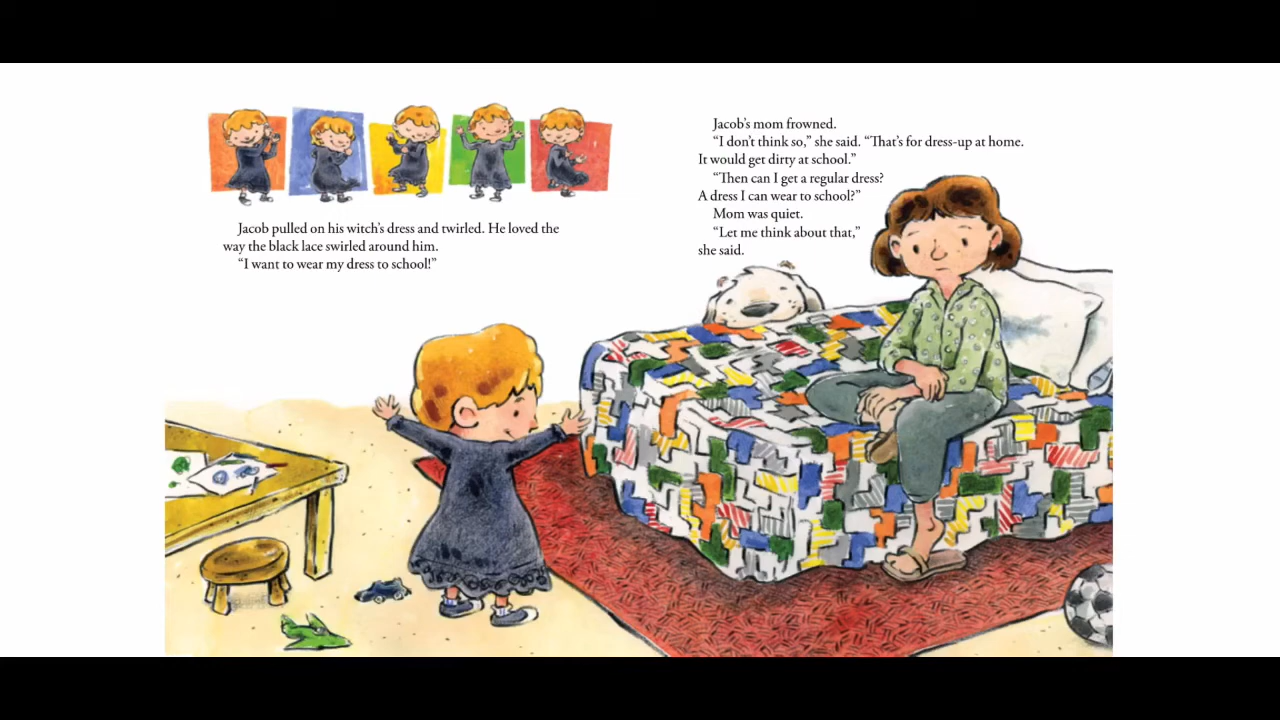 Jacob pulled on his witch's dress and twirled. He loved the
way the black lace swirled around him.
“I want to wear my dress to school!”
Jacob's mom frowned.
“I don't think so,” she said. “That's for dress-up at home.
It would get dirty at school.”
“Then can I get a regular dress?
A dress I can wear to school?”
Mom was quiet.
“Let me think about that,”
she said.